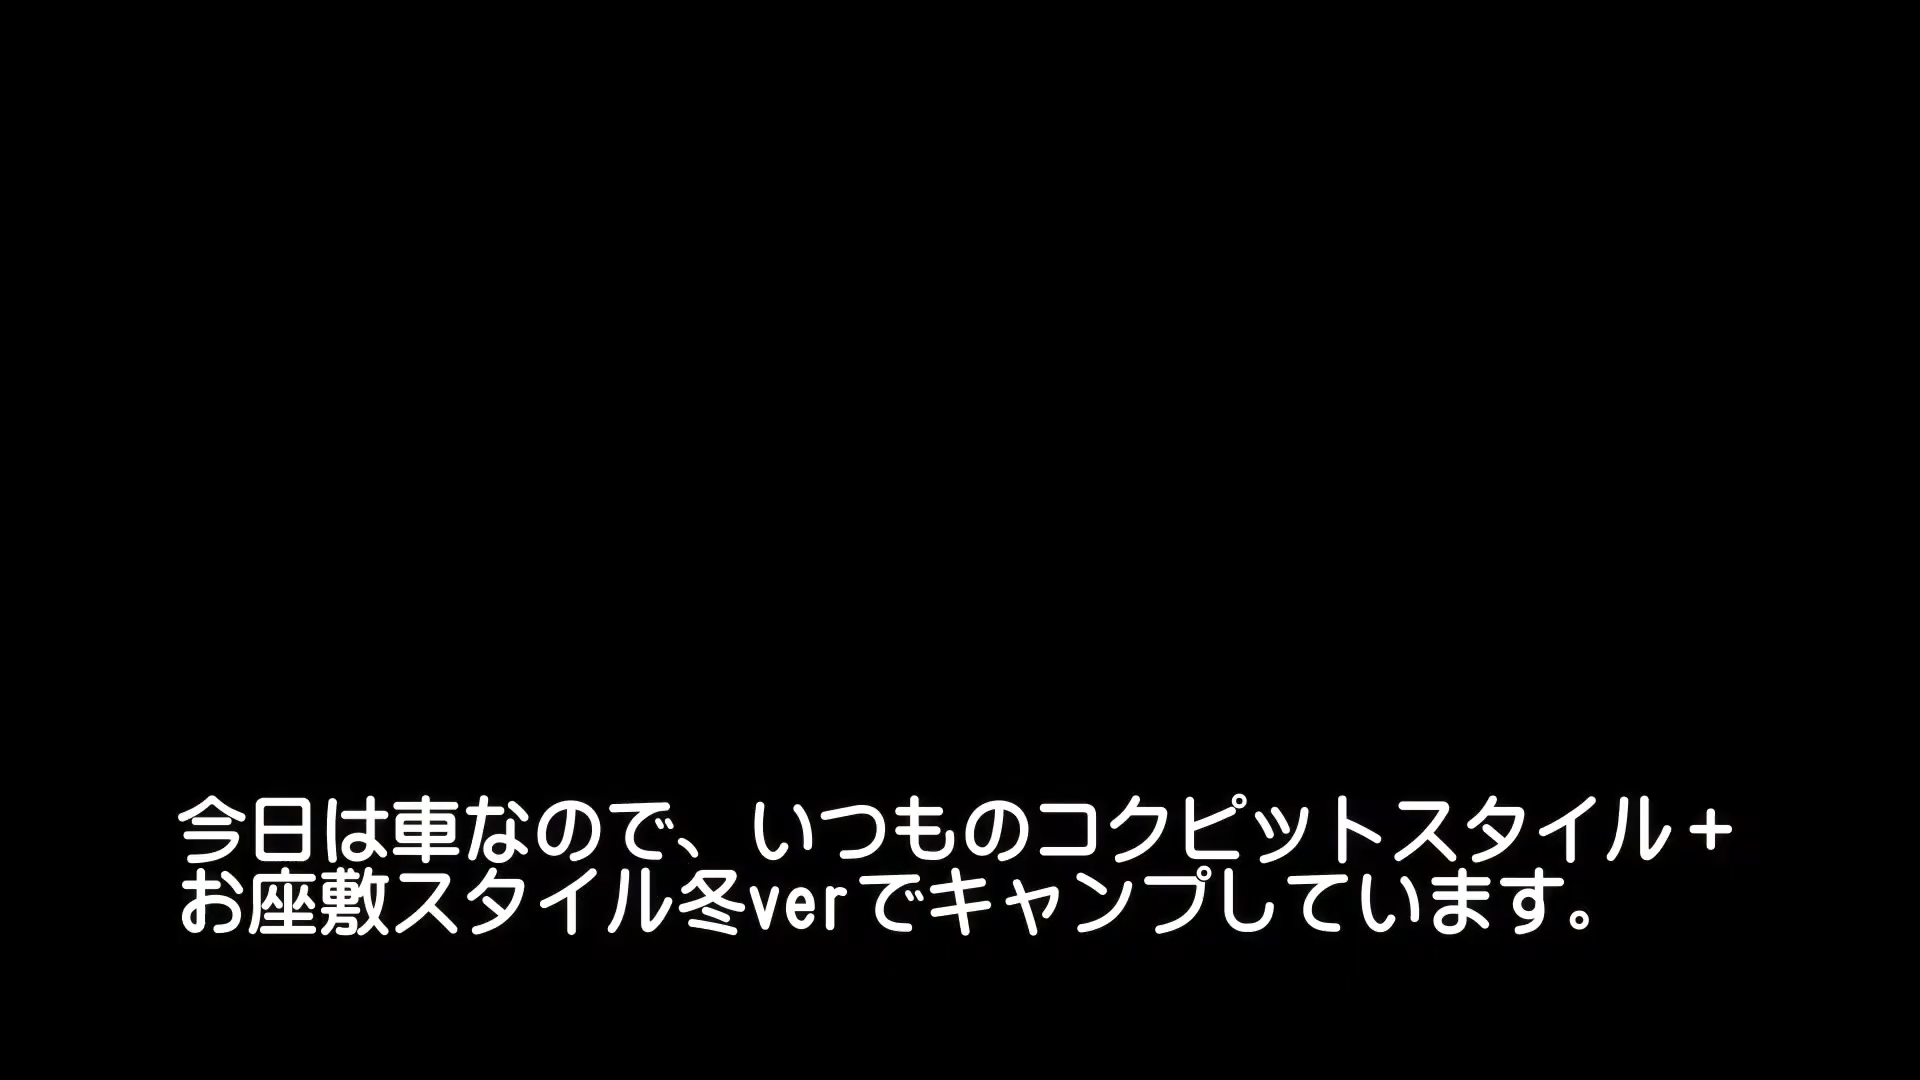 今日は車なので、いつものコクピットスタイル＋
お座敷スタイル冬verでキャンプしています。